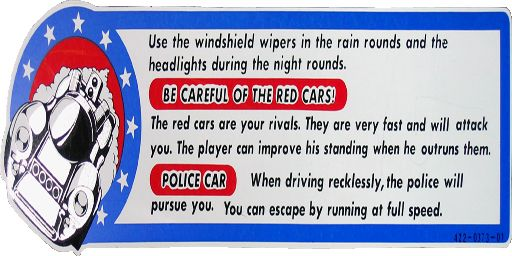 Use the windshield wipers in the rain rounds and the
headlights during the night rounds.
BE CAREFUL OF THE RED CARS!
The red cars are your rivals. They are very fast and will attack
you. The player can improve his standing when he outruns them.
POLICE CAR When driving recklessly, the police will
pursue you. You can escape by running at full speed.
422-0373-01